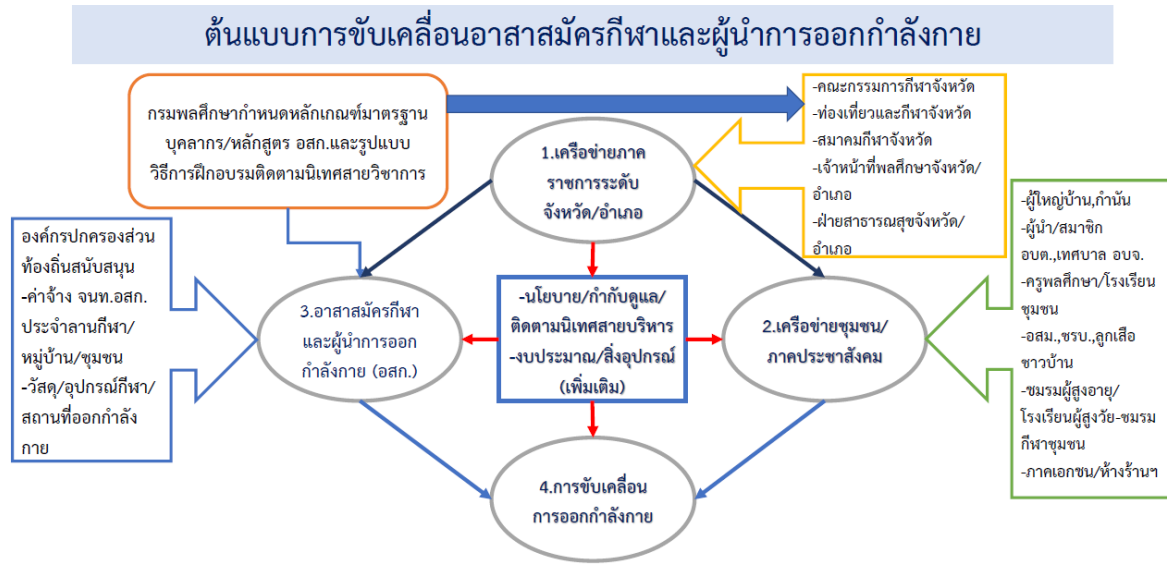 ต้นแบบการขับเคลื่อนอาสาสมัครกีฬาและผู้นำการออกกำลังกาย
กรมพลศึกษากำหนดหลักเกณฑ์มาตรฐาน
บุคลากร/หลักสูตร อสก.และรูปแบบ
วิธีการฝึกอบรมติดตามนิเทศสายวิชาการ
-คณะกรรมการกีฬาจังหวัด
-ท่องเที่ยวและกีฬาจังหวัด
-สมาคมกีฬาจังหวัด
-เจ้าหน้าที่พลศึกษาจังหวัด/
อำเภอ
-ฝ่ายสาธารณสุขจังหวัด/
อำเภอ
1.เครือข่ายภาค
ราชการระดับ
จังหวัด/อำเภอ
องค์กรปกครองส่วน
ท้องถิ่นสนับสนุน
-ค่าจ้าง จนท.อสก.
ประจำลานกีฬา/
หมู่บ้าน/ชุมชน
-วัสดุ/อุปกรณ์กีฬา/
สถานที่ออกกำลัง
กาย
3.อาสาสมัครกีฬา
และผู้นำการออก
กำลังกาย (อสก.)
-นโยบาย/กำกับดูแล/
ติดตามนิเทศสายบริหาร
-งบประมาณ/สิ่งอุปกรณ์
(เพิ่มเติม)
2.เครือข่ายชุมชน/
ภาคประชาสังคม
-ผู้ใหญ่บ้าน,กำนัน
-ผู้นำ/สมาชิก
อบต.,เทศบาล อบจ.
-ครูพลศึกษา/โรงเรียน
ชุมชน
-อสม.,ชรบ.,ลูกเสือ
ชาวบ้าน
-ชมรมผู้สูงอายุ/
โรงเรียนผู้สูงวัย-ชมรม
กีฬาชุมชน
-ภาคเอกชน/ห้างร้านฯ
4.การขับเคลื่อน
การออกกำลังกาย